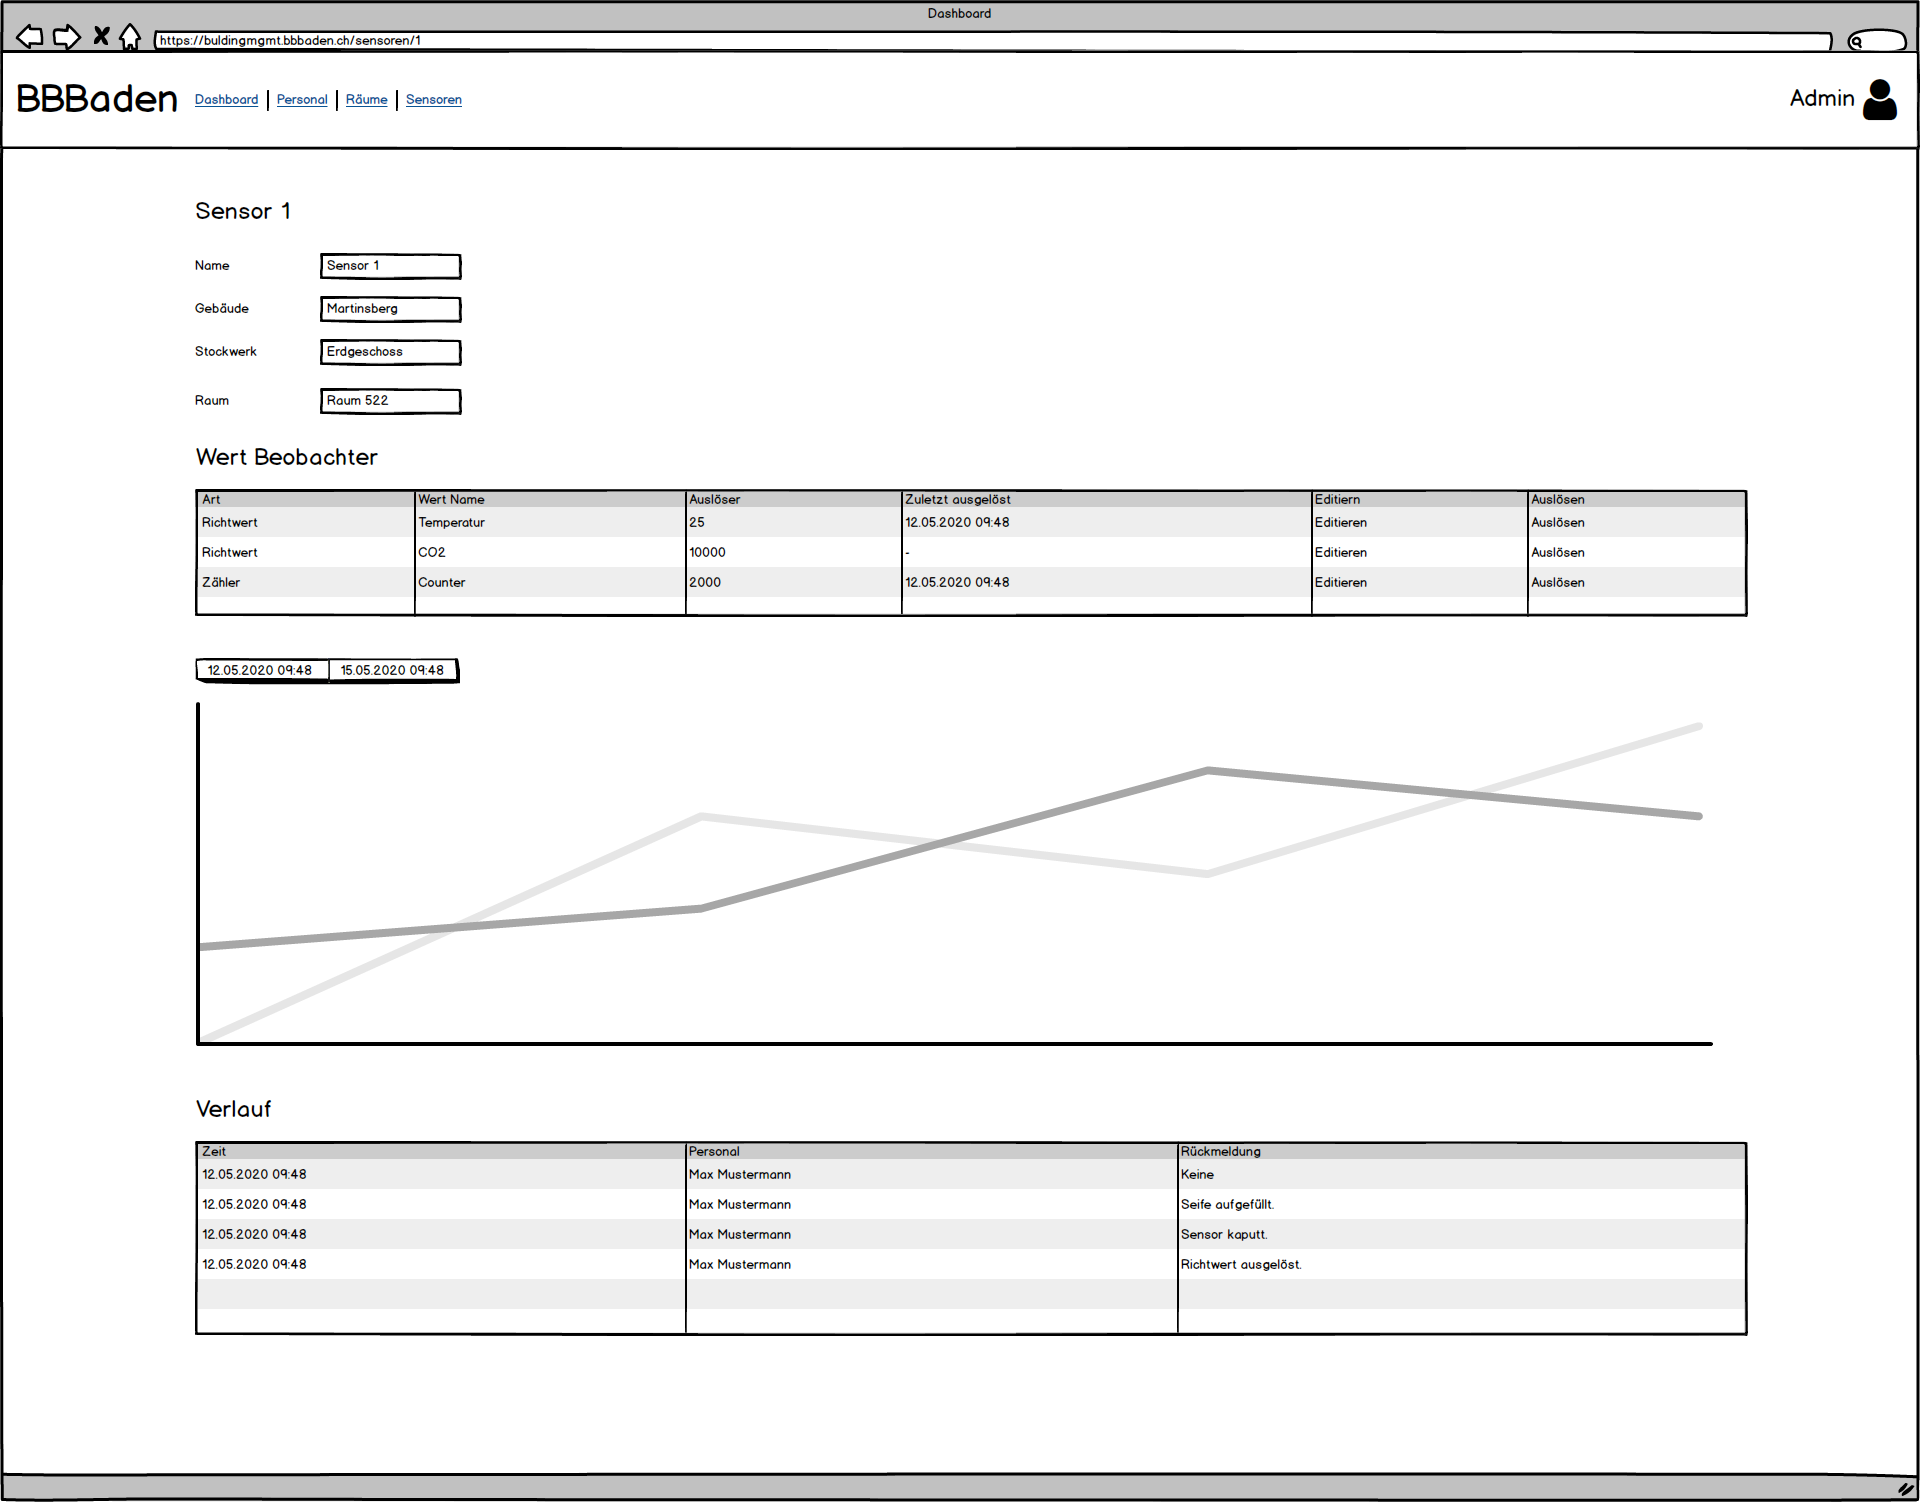 Dashboard
https://buldingmgmt.bbbaden.ch/sensoren/1
BBBaden Dashboard Personal Räume Sensoren Admin
Sensor 1
Name Sensor 1
Gebäude Martinsberg
Stockwerk Erdgeschoss
Raum Raum 522
Wert Beobachter
Art Wert Name Auslöser Zuletzt ausgelöst Editiern Auslösen
Richtwert Temperatur 25 12.05.2020 09:48 Editieren Auslösen
Richtwert CO2 10000 - Editieren Auslösen
Zähler Counter 2000 12.05.2020 09:48 Editieren Auslösen
12.05.2020 09:48 15.05.2020 09:48
Verlauf
Zeit Personal Rückmeldung
12.05.2020 09:48 Max Mustermann Keine
12.05.2020 09:48 Max Mustermann Seife aufgefüllt.
12.05.2020 09:48 Max Mustermann Sensor kaputt.
12.05.2020 09:48 Max Mustermann Richtwert ausgelöst.